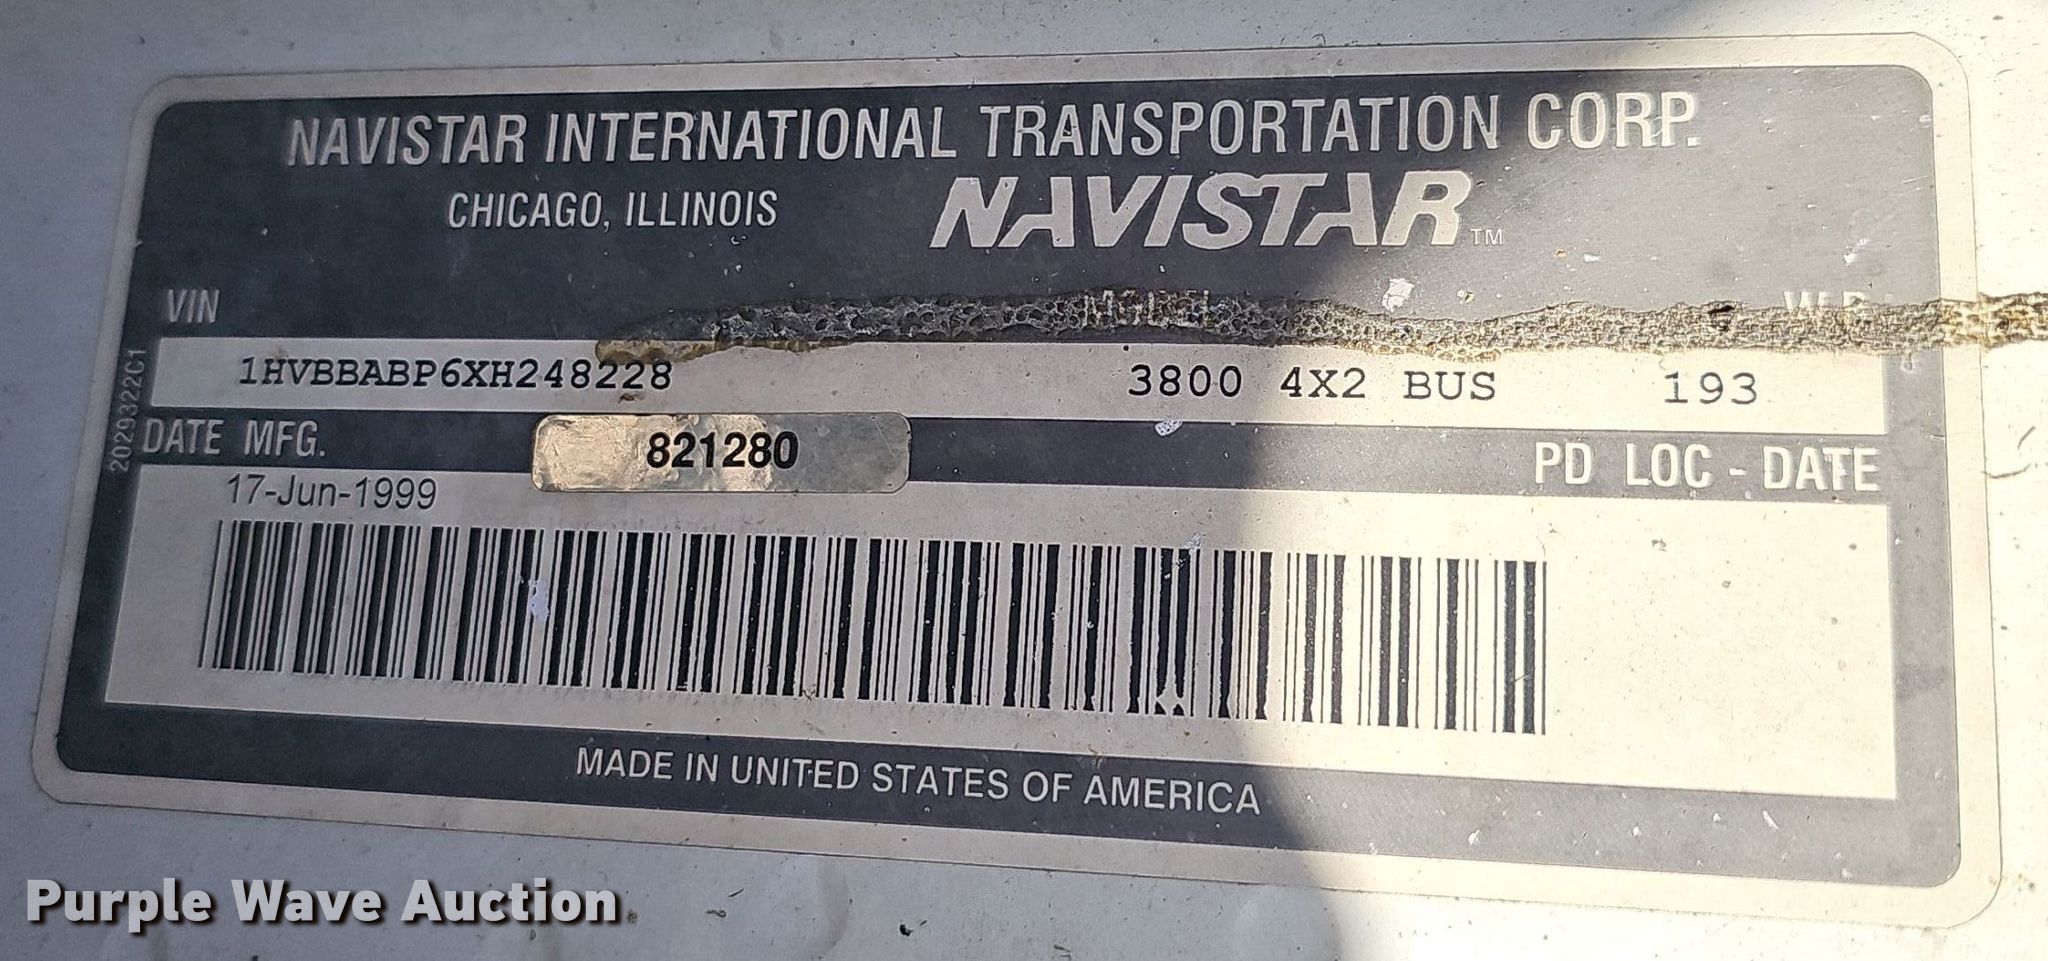 NAVISTAR INTERNATIONAL TRANSPORTATION CORP.
CHICAGO, ILLINOIS NAVISTAR™
VIN MODEL W.B.
1HVBBABP6XH248228 3800 4X2 BUS 193
2029322C1
DATE MFG. 821280 PD LOC - DATE
17-Jun-1999
MADE IN UNITED STATES OF AMERICA
Purple Wave Auction